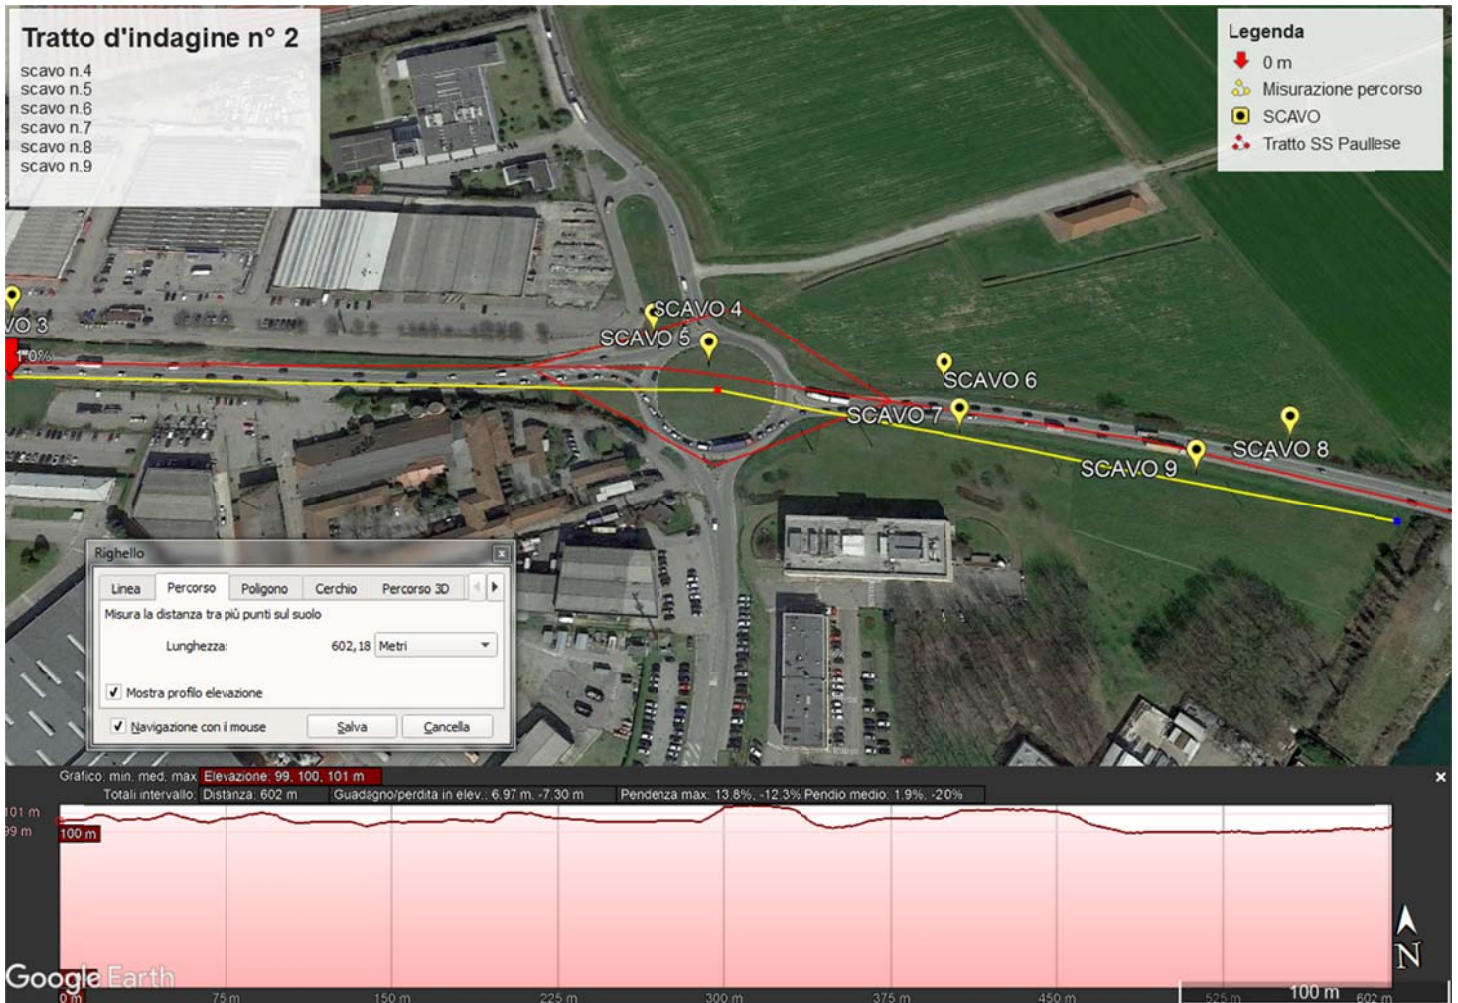 Tratto d'indagine n° 2
scavo n.4
scavo n.5
scavo n.6
scavo n.7
scavo n.8
scavo n.9
Legenda
0 m
Misurazione percorso
SCAVO
Tratto SS Paullese
VO 3
1.0%
SCAVO 4
SCAVO 5
SCAVO 6
SCAVO 7
SCAVO 8
SCAVO 9
Righello
Linea Percorso Poligono Cerchio Percorso 3D
Misura la distanza tra più punti sul suolo
Lunghezza: 602,18 Metri
Mostra profilo elevazione
Navigazione con i mouse Salva Cancella
Grafico: min. med. max Elevazione: 99, 100, 101 m
Totali intervallo: Distanza: 602 m Guadagno/perdita in elev.: 6.97 m. -7.30 m Pendenza max. 13.8%, -12.3% Pendio medio: 1.9%. -20%
101 m
99 m
100 m
Google Earth
N
100 m
0 m 75 m 150 m 225 m 300 m 375 m 450 m 525 m 602 m